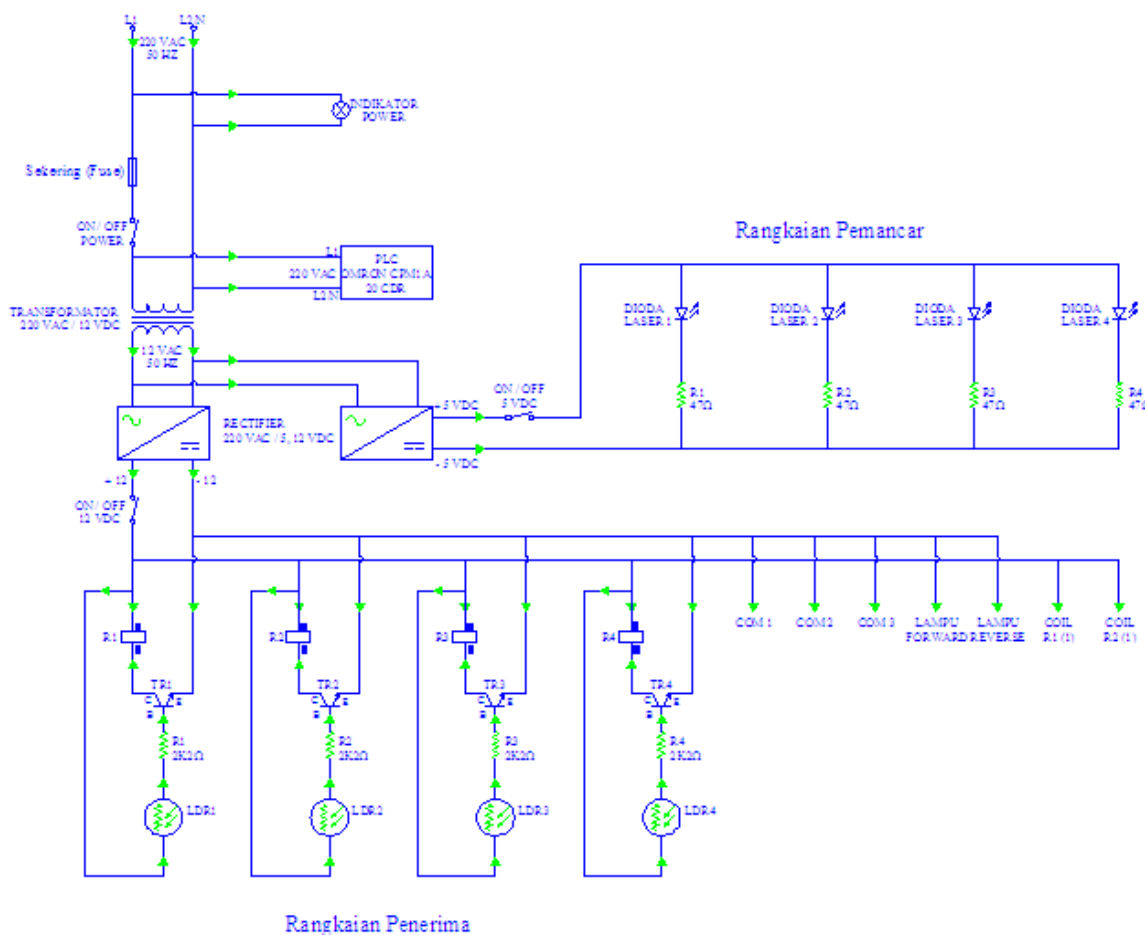 L1
L2 N
220 VAC
50 HZ
INDIKATOR
POWER
Sekering (Fuse)
ON / OFF
POWER
L1
220 VAC
L2 N
PLC
OMRON CPM1A
20 CDR
Rangkaian Pemancar
TRANSFORMATOR
220 VAC / 12 VDC
12 VAC
50 HZ
DIODA
LASER 1
DIODA
LASER 2
DIODA
LASER 3
DIODA
LASER 4
R1
47Ω
R2
47Ω
R3
47Ω
R4
47Ω
RECTIFIER
220 VAC / 5, 12 VDC
+ 5 VDC
- 5 VDC
ON / OFF
5 VDC
+ 12
- 12
ON / OFF
12 VDC
R1
R2
R3
R4
COM 1
COM 2
COM 3
LAMPU
FORWARD
LAMPU
REVERSE
COIL
R1 (1)
COIL
R2 (1)
TR1
C
E
B
TR2
C
E
B
TR3
C
E
B
TR4
C
E
B
R1
2K2Ω
R2
2K2Ω
R3
2K2Ω
R4
2K2Ω
LDR1
LDR2
LDR3
LDR4
Rangkaian Penerima